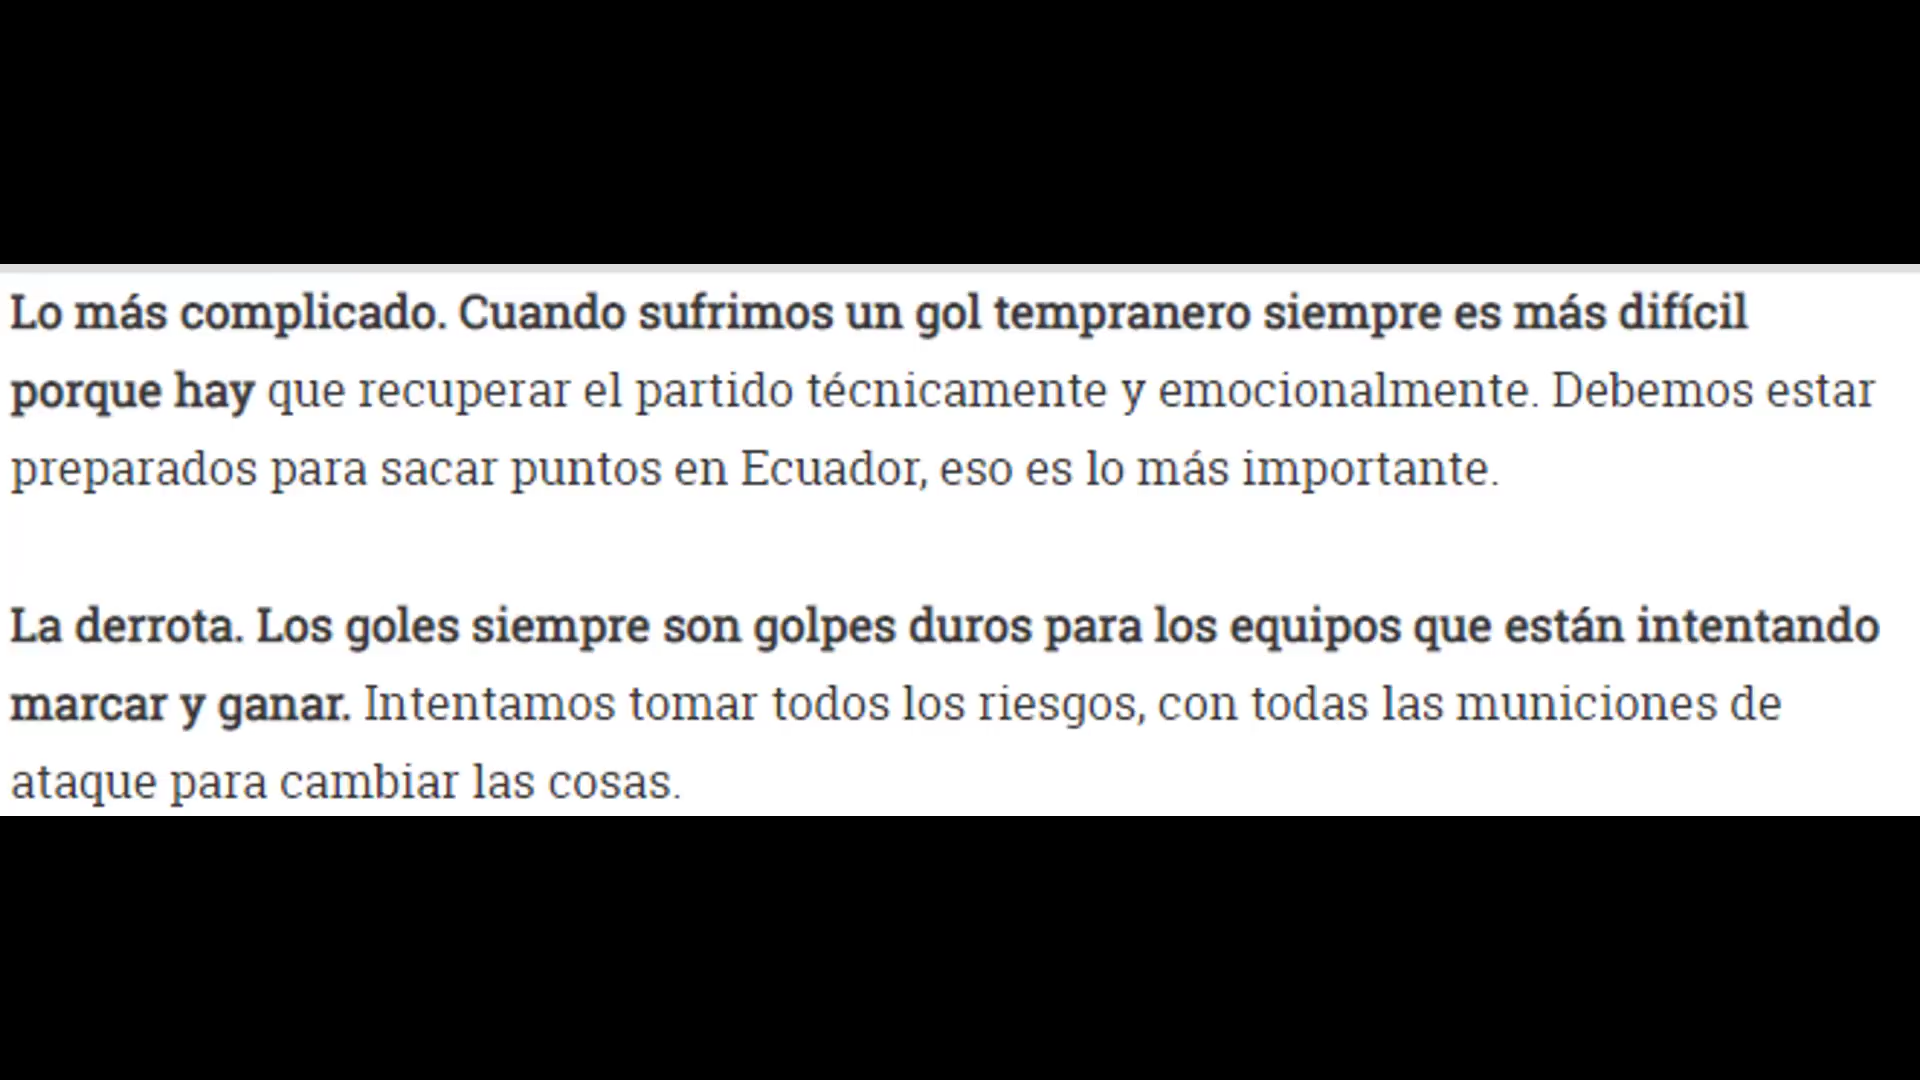 Lo más complicado. Cuando sufrimos un gol tempranero siempre es más difícil
porque hay que recuperar el partido técnicamente y emocionalmente. Debemos estar
preparados para sacar puntos en Ecuador, eso es lo más importante.
La derrota. Los goles siempre son golpes duros para los equipos que están intentando
marcar y ganar. Intentamos tomar todos los riesgos, con todas las municiones de
ataque para cambiar las cosas.